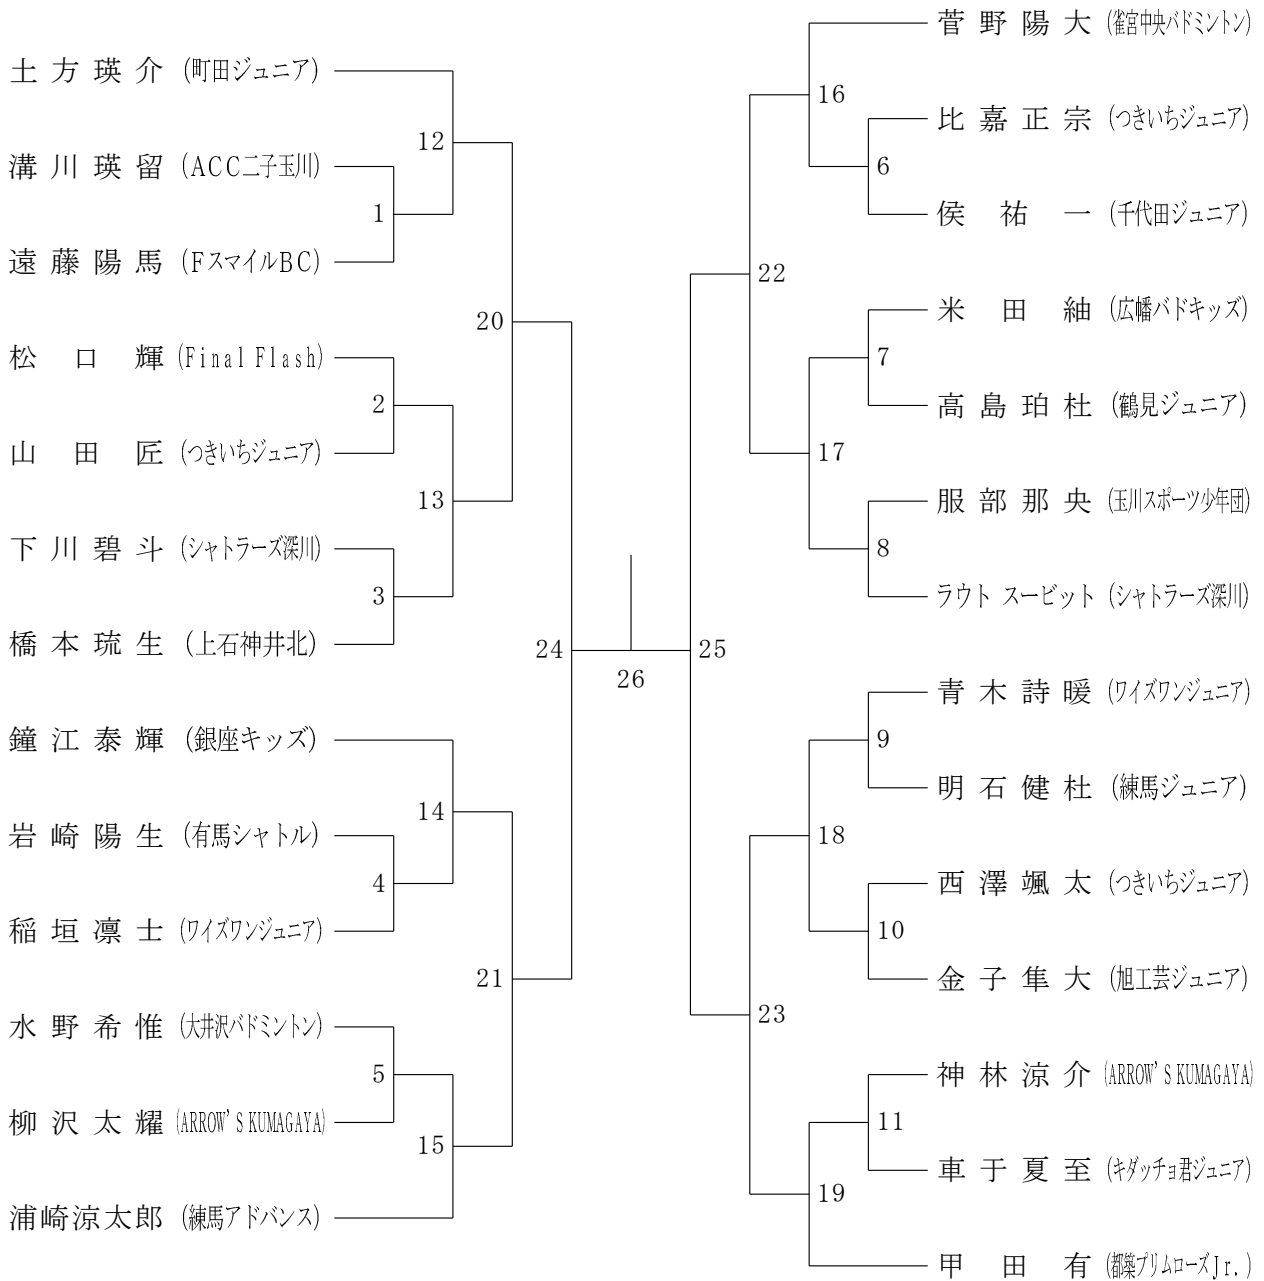 土方瑛介 (町田ジュニア)
12
溝川瑛留 (ACC二子玉川)
1
遠藤陽馬 (FスマイルBC)
20
松口輝 (Final Flash)
2
山田匠 (つきいちジュニア)
13
下川碧斗 (シャトラーズ深川)
3
橋本琉生 (上石神井北)
24
鐘江泰輝 (銀座キッズ)
14
岩崎陽生 (有馬シャトル)
4
稲垣凛士 (ワイズワンジュニア)
21
水野希惟 (大井沢バドミントン)
5
柳沢太耀 (ARROW'S KUMAGAYA)
15
浦崎涼太郎 (練馬アドバンス)
26
菅野陽大 (雀宮中央バドミントン)
16
比嘉正宗 (つきいちジュニア)
6
侯祐一 (千代田ジュニア)
22
米田紬 (広幡バドキッズ)
7
高島珀杜 (鶴見ジュニア)
17
服部那央 (玉川スポーツ少年団)
8
ラウト スービット (シャトラーズ深川)
25
青木詩暖 (ワイズワンジュニア)
9
明石健杜 (練馬ジュニア)
18
西澤颯太 (つきいちジュニア)
10
金子隼大 (旭工芸ジュニア)
23
神林涼介 (ARROW'S KUMAGAYA)
11
車于夏至 (キダッチョ君ジュニア)
19
甲田有 (都築プリムローズJr.)